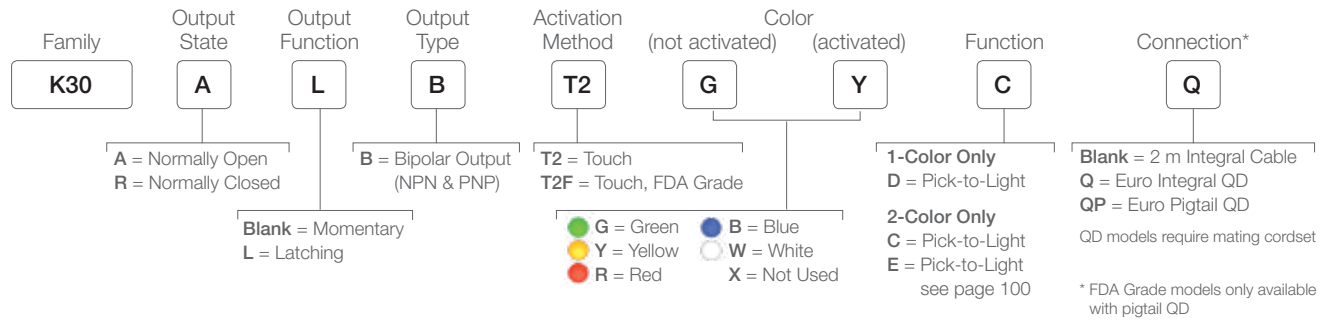 Family
Output State
Output Function
Output Type
Activation Method
Color
(not activated)
(activated)
Function
Connection*
K30
A
L
B
T2
G
Y
C
Q
A = Normally Open
R = Normally Closed
Blank = Momentary
L = Latching
B = Bipolar Output
(NPN & PNP)
T2 = Touch
T2F = Touch, FDA Grade
G = Green
Y = Yellow
R = Red
B = Blue
W = White
X = Not Used
1-Color Only
D = Pick-to-Light
2-Color Only
C = Pick-to-Light
E = Pick-to-Light
see page 100
Blank = 2 m Integral Cable
Q = Euro Integral QD
QP = Euro Pigtail QD
QD models require mating cordset
* FDA Grade models only available
with pigtail QD